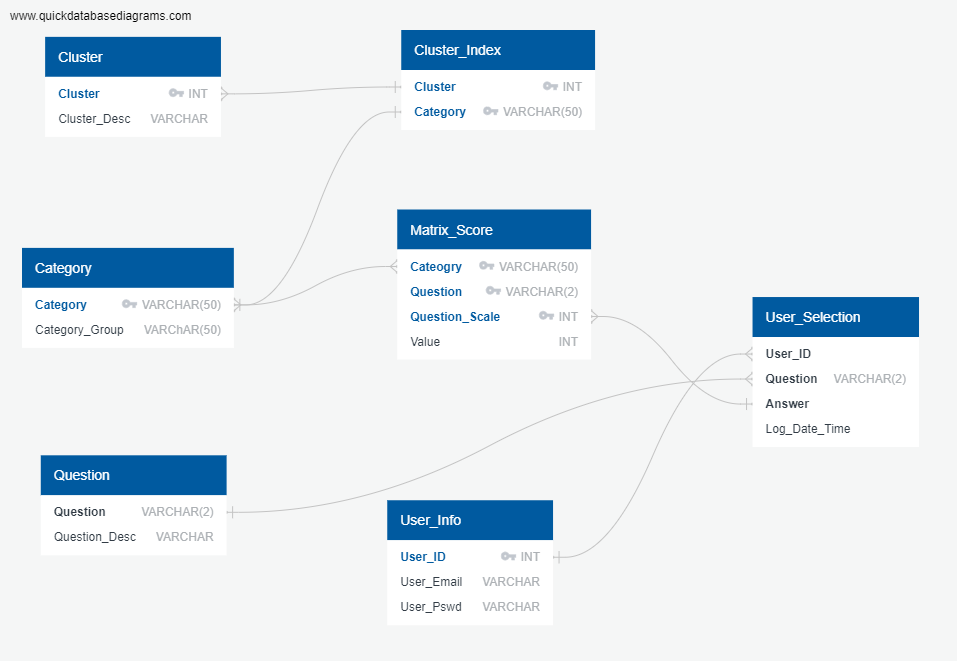 www.quickdatabasediagrams.com
Cluster
Cluster INT
Cluster_Desc VARCHAR
Cluster_Index
Cluster INT
Category VARCHAR(50)
Matrix_Score
Cateogry VARCHAR(50)
Question VARCHAR(2)
Question_Scale INT
Value INT
Category
Category VARCHAR(50)
Category_Group VARChAR(50)
User_Selection
User_ID
Question VARCHAR(2)
Answer
Log_Date_Time
Question
Question VARCHAR(2)
Question_Desc VARCHAR
User_Info
User_ID INT
User_Email VARCHAR
User_Pswd VARCHAR